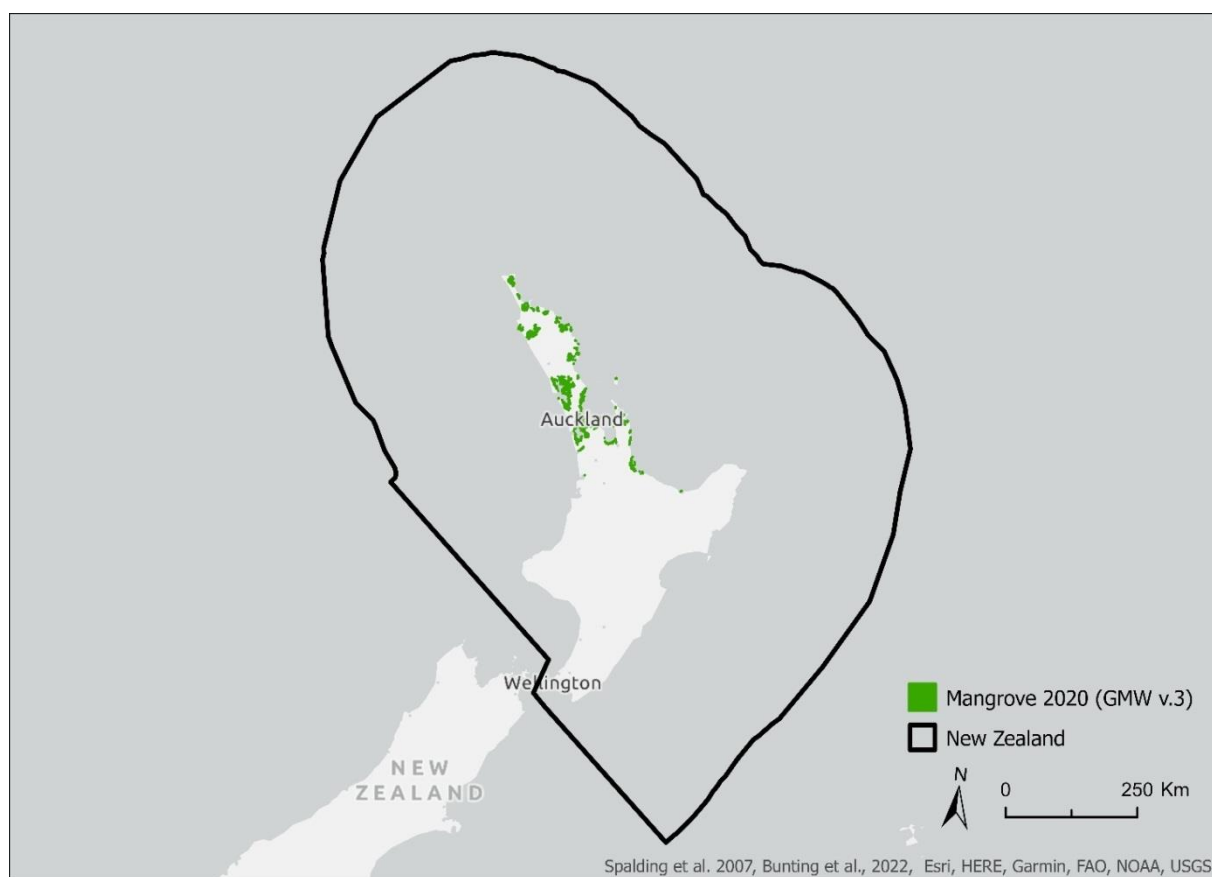 Auckland
Wellington
NEW
ZEALAND
Mangrove 2020 (GMW v.3)
New Zealand
N
0 250 Km
Spalding et al. 2007, Bunting et al., 2022, Esri, HERE, Garmin, FAO, NOAA, USGS